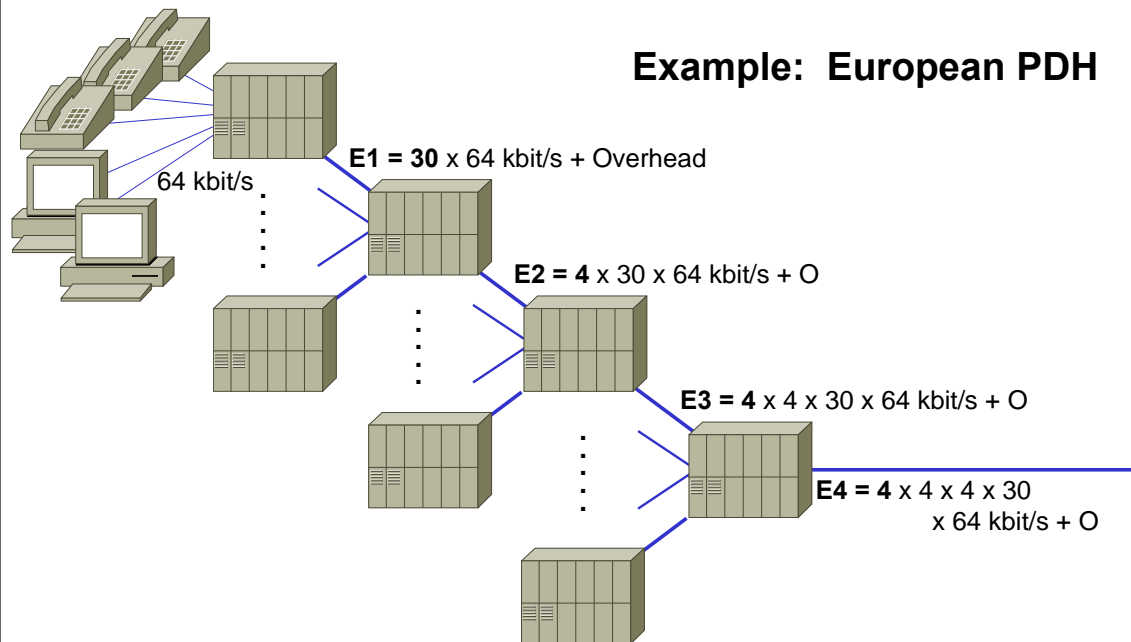 Example: European PDH
E1 = 30 x 64 kbit/s + Overhead
64 kbit/s
E2 = 4 x 30 x 64 kbit/s + O
E3 = 4 x 4 x 30 x 64 kbit/s + O
E4 = 4 x 4 x 4 x 30
x 64 kbit/s + O